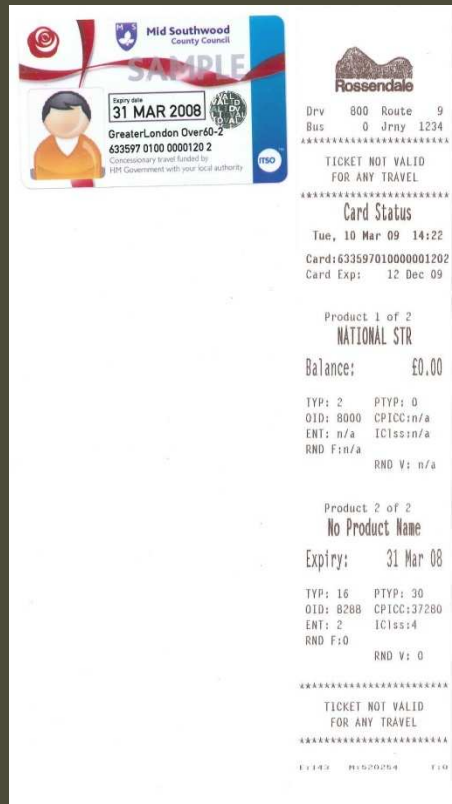 M S
Mid Southwood
County Council
SAMPLE
Expiry date
31 MAR 2008
GreaterLondon Over60-2
633597 0100 0000120 2
Concessionary travel funded by
HM Government with your local authority
ITSO
Rossendale
Drv 800 Route 9
Bus 0 Jrny 1234
************************
TICKET NOT VALID
FOR ANY TRAVEL
************************
Card Status
Tue, 10 Mar 09 14:22
Card:633597010000001202
Card Exp: 12 Dec 09
Product 1 of 2
NATIONAL STR
Balance: £0.00
TYP: 2 PTYP: 0
OID: 8000 CPICC:n/a
ENT: n/a IClss:n/a
RND F:n/a
RND V: n/a
Product 2 of 2
No Product Name
Expiry: 31 Mar 08
TYP: 16 PTYP: 30
OID: 8288 CPICC:37280
ENT: 2 IClss:4
RND F:0
RND V: 0
************************
TICKET NOT VALID
FOR ANY TRAVEL
************************
E:143 M:520254 T:0